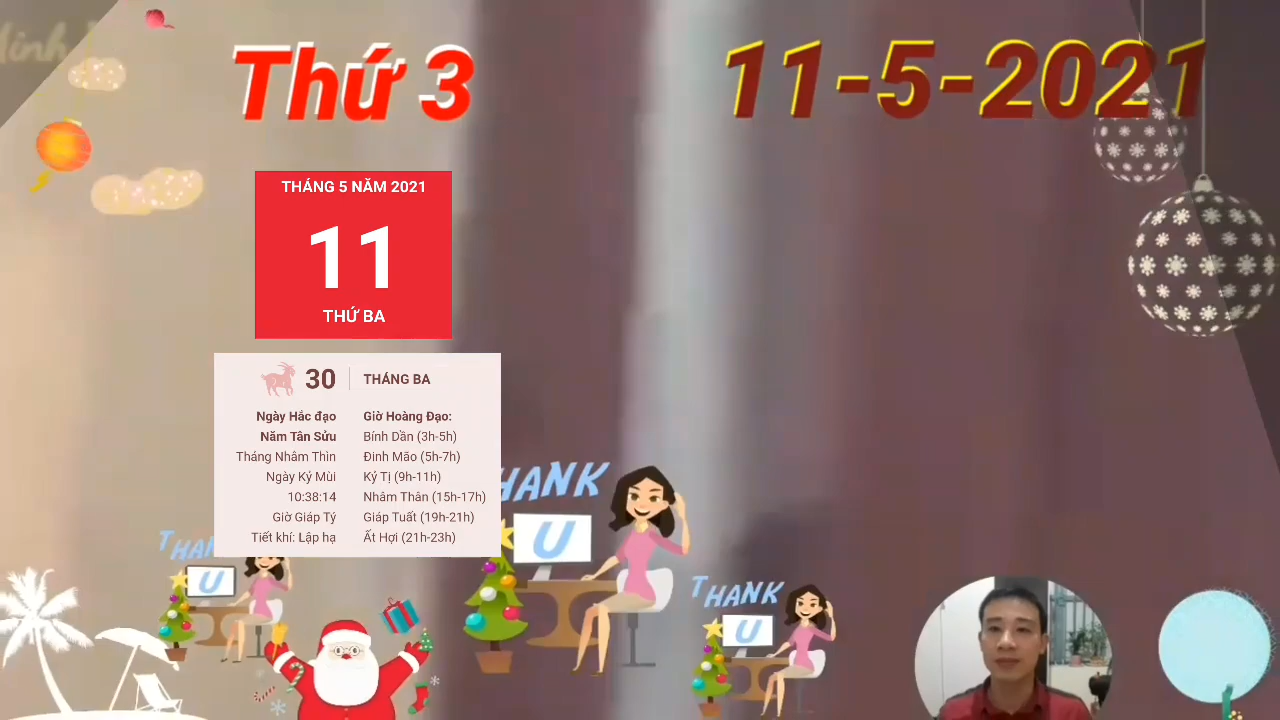 Minh
Thứ 3
11-5-2021
THÁNG 5 NĂM 2021
11
THỨ BA
30
THÁNG BA
Ngày Hắc đạo
Giờ Hoàng Đạo:
Năm Tân Sửu
Bính Dần (3h-5h)
Tháng Nhâm Thìn
Đinh Mão (5h-7h)
Ngày Kỷ Mùi
Kỷ Tị (9h-11h)
10:38:14
Nhâm Thân (15h-17h)
Giờ Giáp Tý
Giáp Tuất (19h-21h)
Tiết khí: Lập hạ
Ất Hợi (21h-23h)
HANK
U
THAN
U
THANK
U